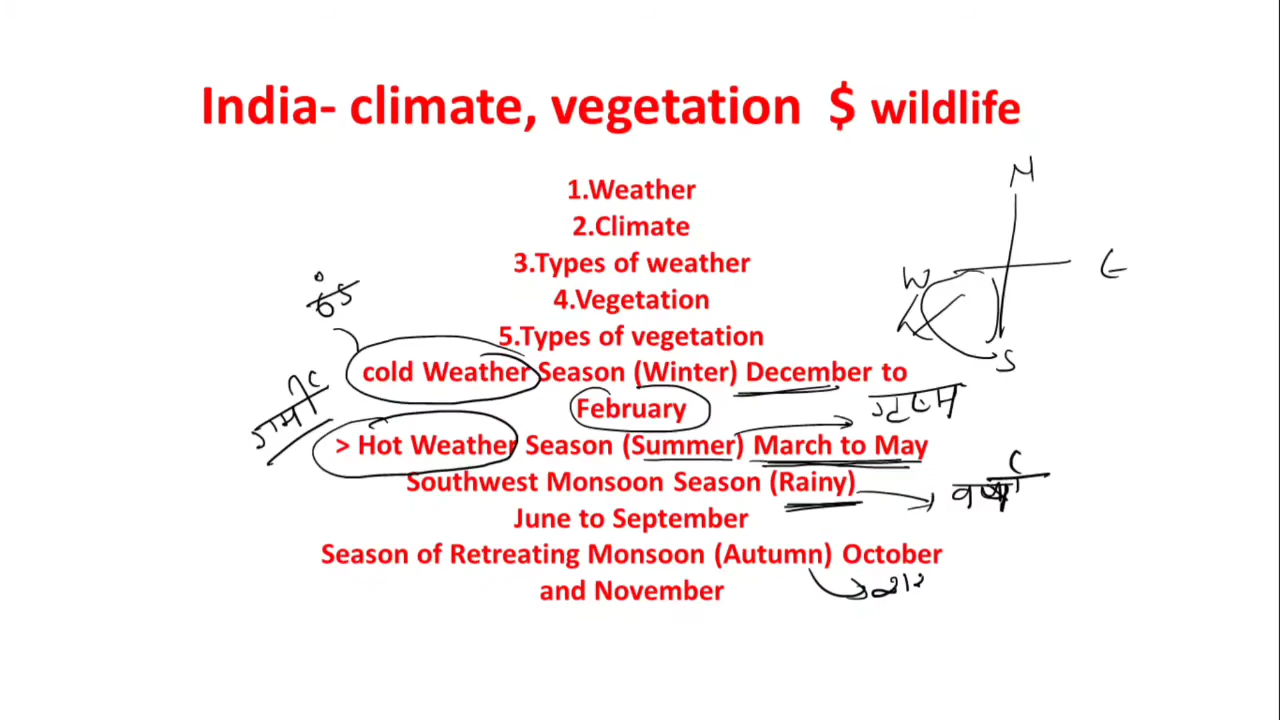 India- climate, vegetation $ wildlife
1.Weather
2.Climate
3.Types of weather
4.Vegetation
5.Types of vegetation
cold Weather Season (Winter) December to
February
> Hot Weather Season (Summer) March to May
Southwest Monsoon Season (Rainy)
June to September
Season of Retreating Monsoon (Autumn) October
and November
N
W
E
S
ठंड
गर्मी
वर्षा